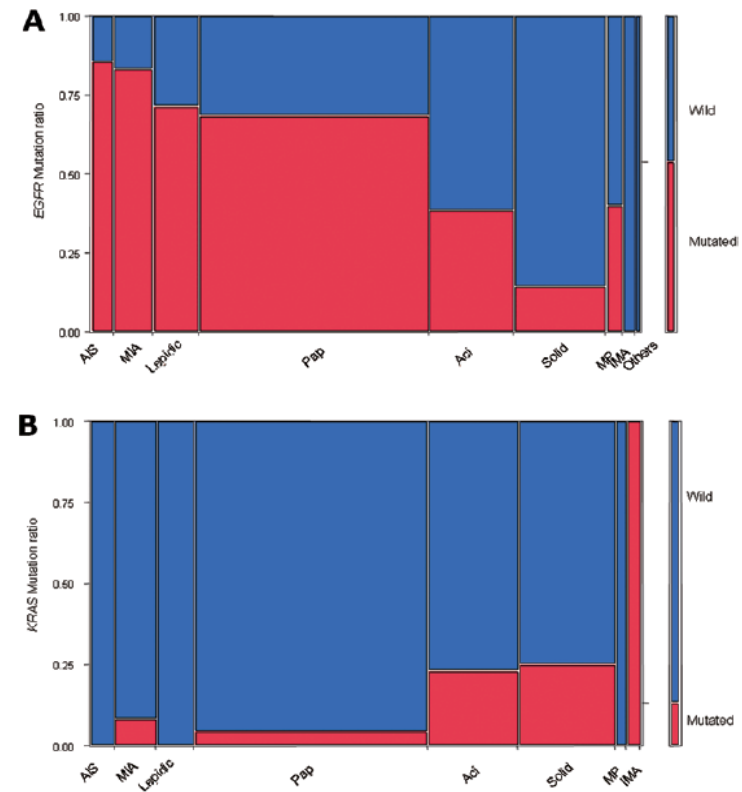 A
1.00
0.75
0.50
0.25
0.00
EGFR Mutation ratio
AIS
MIA
Lepidic
Pap
Aci
Solid
MP
IMA
Others
Wild
Mutated
B
1.00
0.75
0.50
0.25
0.00
KRAS Mutation ratio
AIS
MIA
Lepidic
Pap
Aci
Solid
MP
IMA
Wild
Mutated